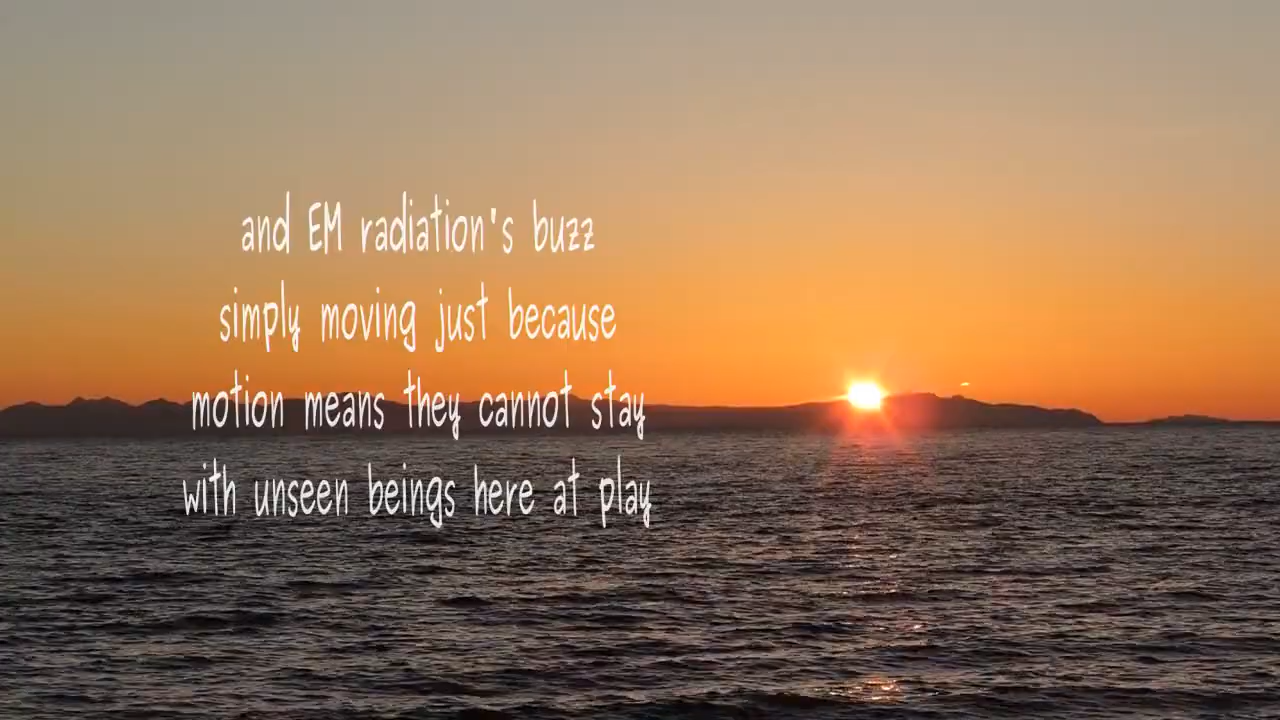 and EM radiation's buzz
simply moving just because
motion means they cannot stay
with unseen beings here at play